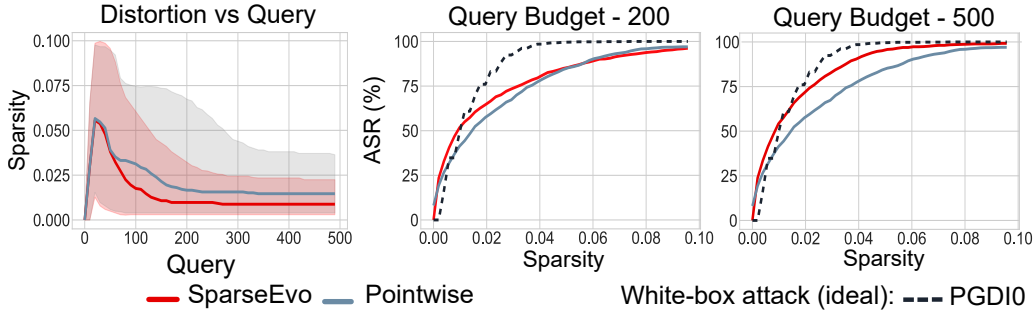 Distortion vs Query
Query Budget - 200
Query Budget - 500
Sparsity
0.100
0.075
0.050
0.025
0.000
0 100 200 300 400 500
Query
ASR (%)
100
75
50
25
0
0.00 0.02 0.04 0.06 0.08 0.10
Sparsity
100
75
50
25
0
0.00 0.02 0.04 0.06 0.08 0.10
Sparsity
SparseEvo Pointwise White-box attack (ideal): PGDl0